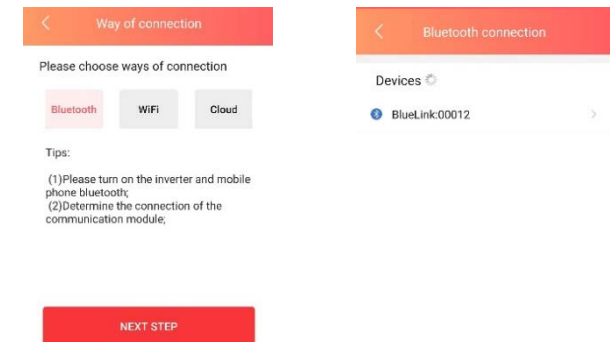 Way of connection
Please choose ways of connection
Bluetooth
WiFi
Cloud
Tips:
(1)Please turn on the inverter and mobile
phone bluetooth;
(2)Determine the connection of the
communication module;
NEXT STEP
Bluetooth connection
Devices
BlueLink:00012